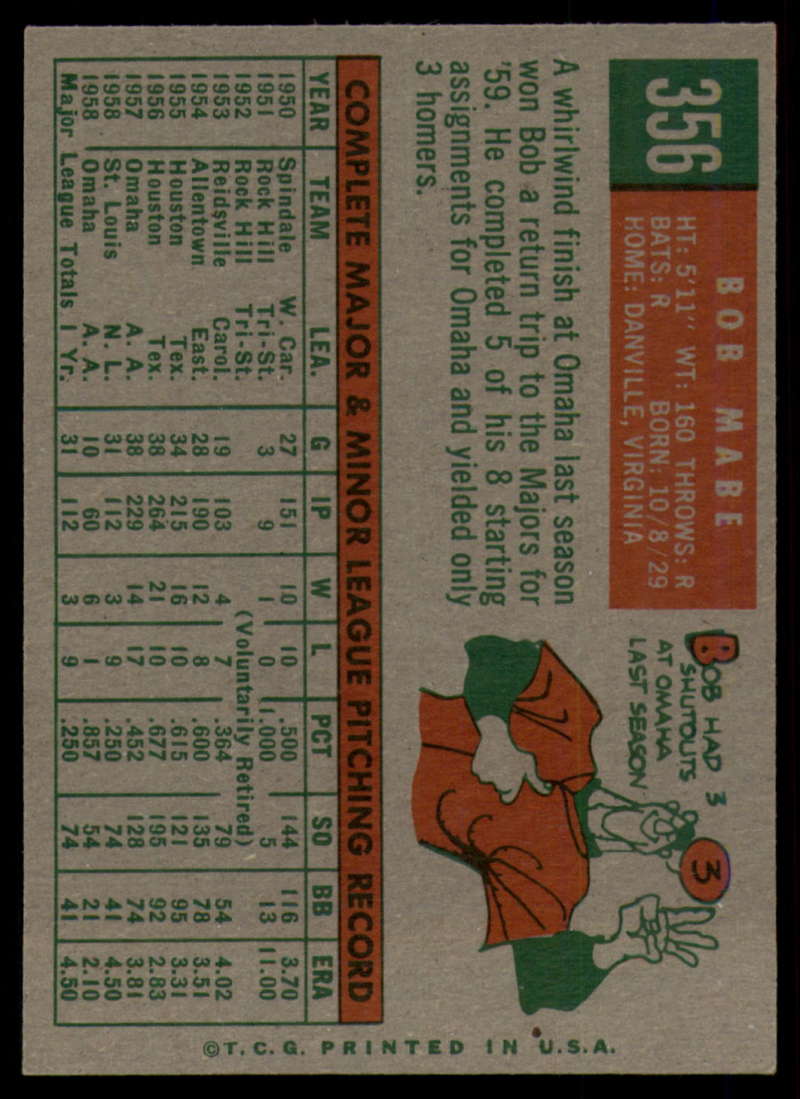 356
BOB MABE
HT: 5'11" WT: 160 THROWS: R
BATS: R BORN: 10/8/29
HOME: DANVILLE, VIRGINIA
A whirlwind finish at Omaha last season
won Bob a return trip to the Majors for
'59. He completed 5 of his 8 starting
assignments for Omaha and yielded only
3 homers.
BOB HAD 3
SHUTOUTS
AT OMAHA
LAST SEASON
3
COMPLETE MAJOR & MINOR LEAGUE PITCHING RECORD
YEAR TEAM LEA. G IP W L PCT SO BB ERA
1950 Spindale W. Car. 27 151 10 10 .500 144 116 3.70
1951 Rock Hill Tri-St. 3 9 1 0 1.000 5 13 11.00
1952 Rock Hill Tri-St. (Voluntarily Retired)
1953 Reidsville Carol. 19 103 4 7 .364 79 54 4.02
1954 Allentown East. 28 190 12 8 .600 135 78 3.51
1955 Houston Tex. 34 215 16 10 .615 121 95 3.31
1956 Houston Tex. 38 264 21 10 .677 195 92 2.83
1957 Omaha A. A. 38 229 14 17 .452 128 74 3.81
1958 St. Louis N. L. 31 112 3 9 .250 74 41 4.50
1958 Omaha A. A. 10 60 6 1 .857 54 21 2.10
Major League Totals 1 Yr. 31 112 3 9 .250 74 41 4.50
© T. C. G. PRINTED IN U.S.A.